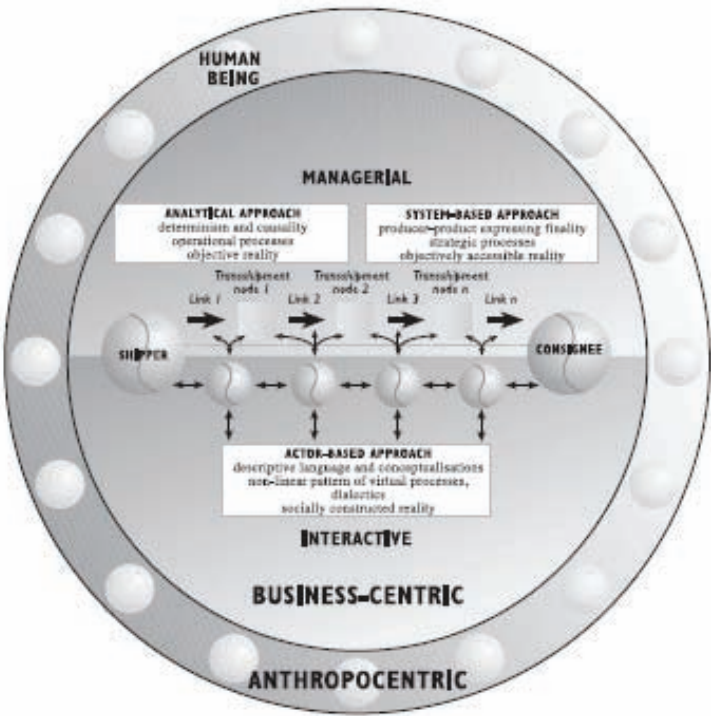 HUMAN
BEING
MANAGERIAL
ANALYTICAL APPROACH
determinism and causality
operational processes
objective reality
SYSTEM-BASED APPROACH
producer-product expressing finality
strategic processes
objectively accessible reality
Transshipment
node 1
Transshipment
node 2
Transshipment
node n
Link 1
Link 2
Link 3
Link n
SHIPPER
CONSIGNEE
ACTOR-BASED APPROACH
descriptive language and conceptualisations
non-linear pattern of virtual processes,
dialectics
socially constructed reality
INTERACTIVE
BUSINESS-CENTRIC
ANTHROPOCENTRIC